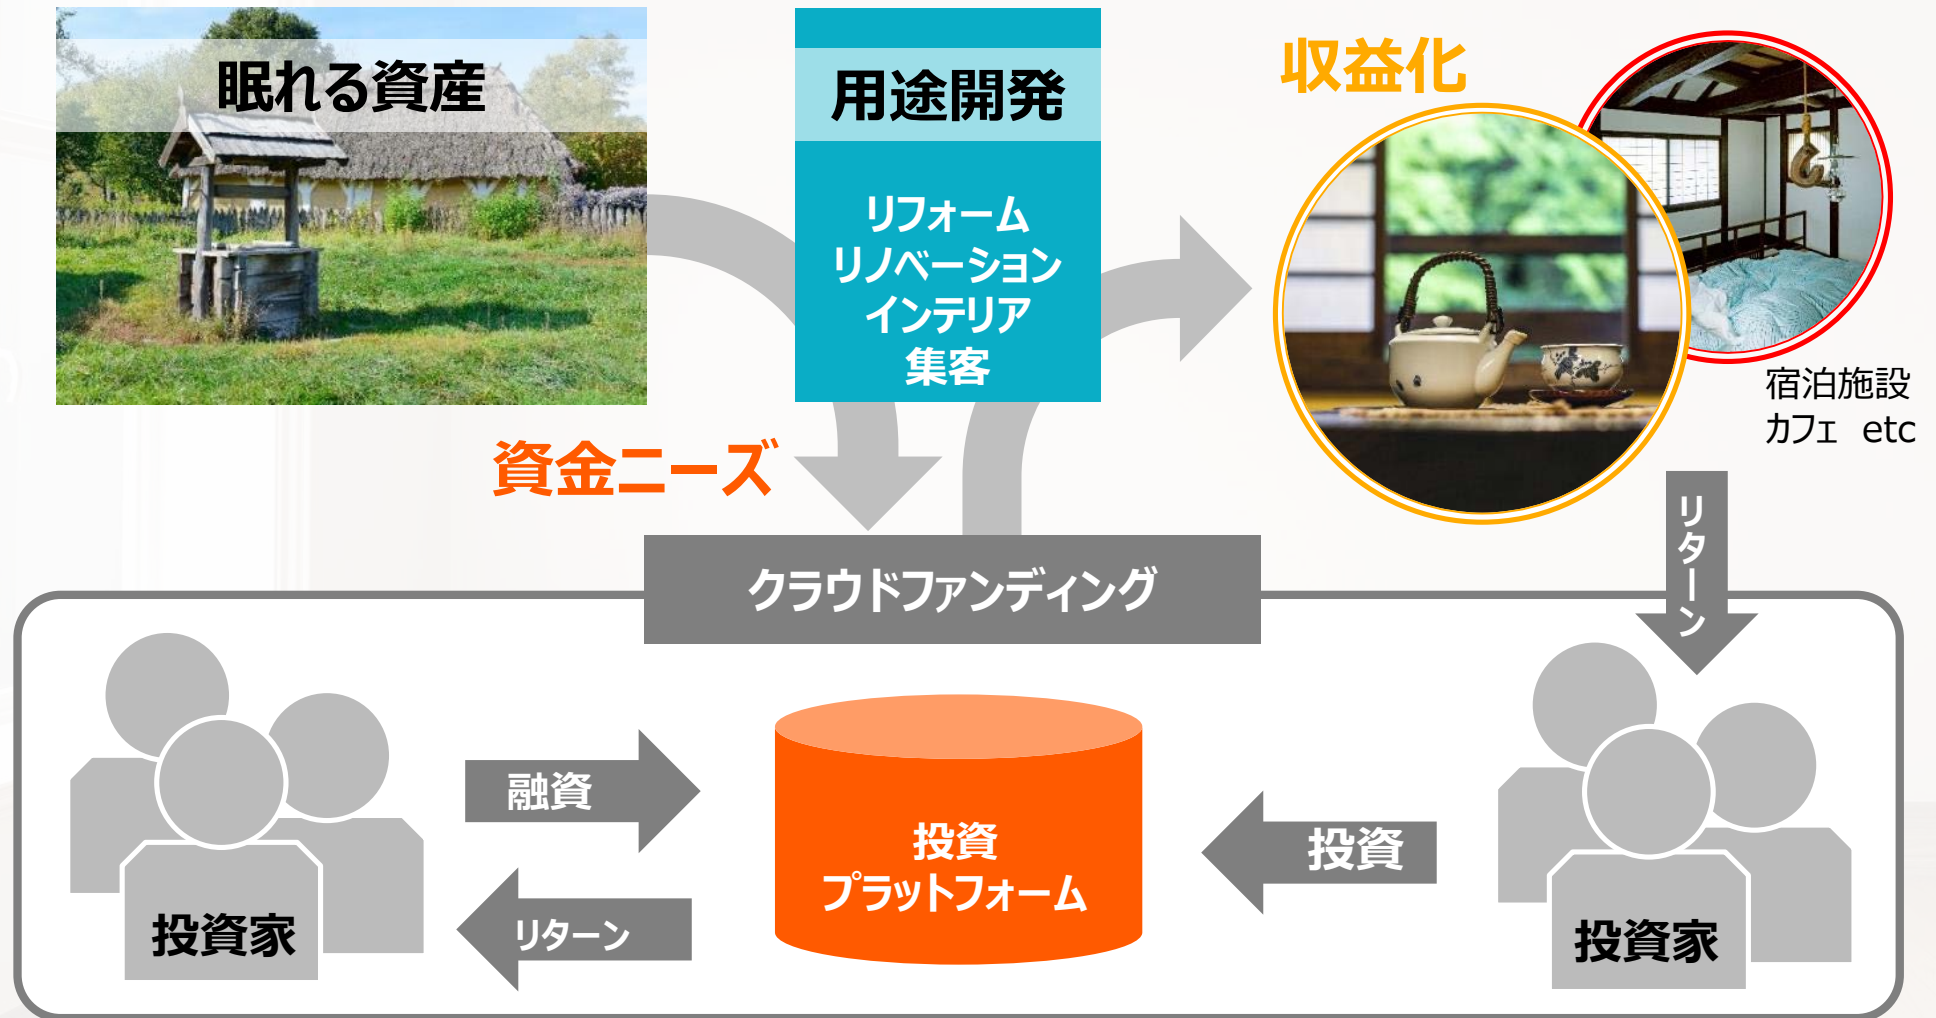 眠れる資産
用途開発
リフォーム
リノベーション
インテリア
集客
収益化
宿泊施設
カフェ etc
資金ニーズ
クラウドファンディング
リターン
融資
リターン
投資
プラットフォーム
投資
投資家
投資家